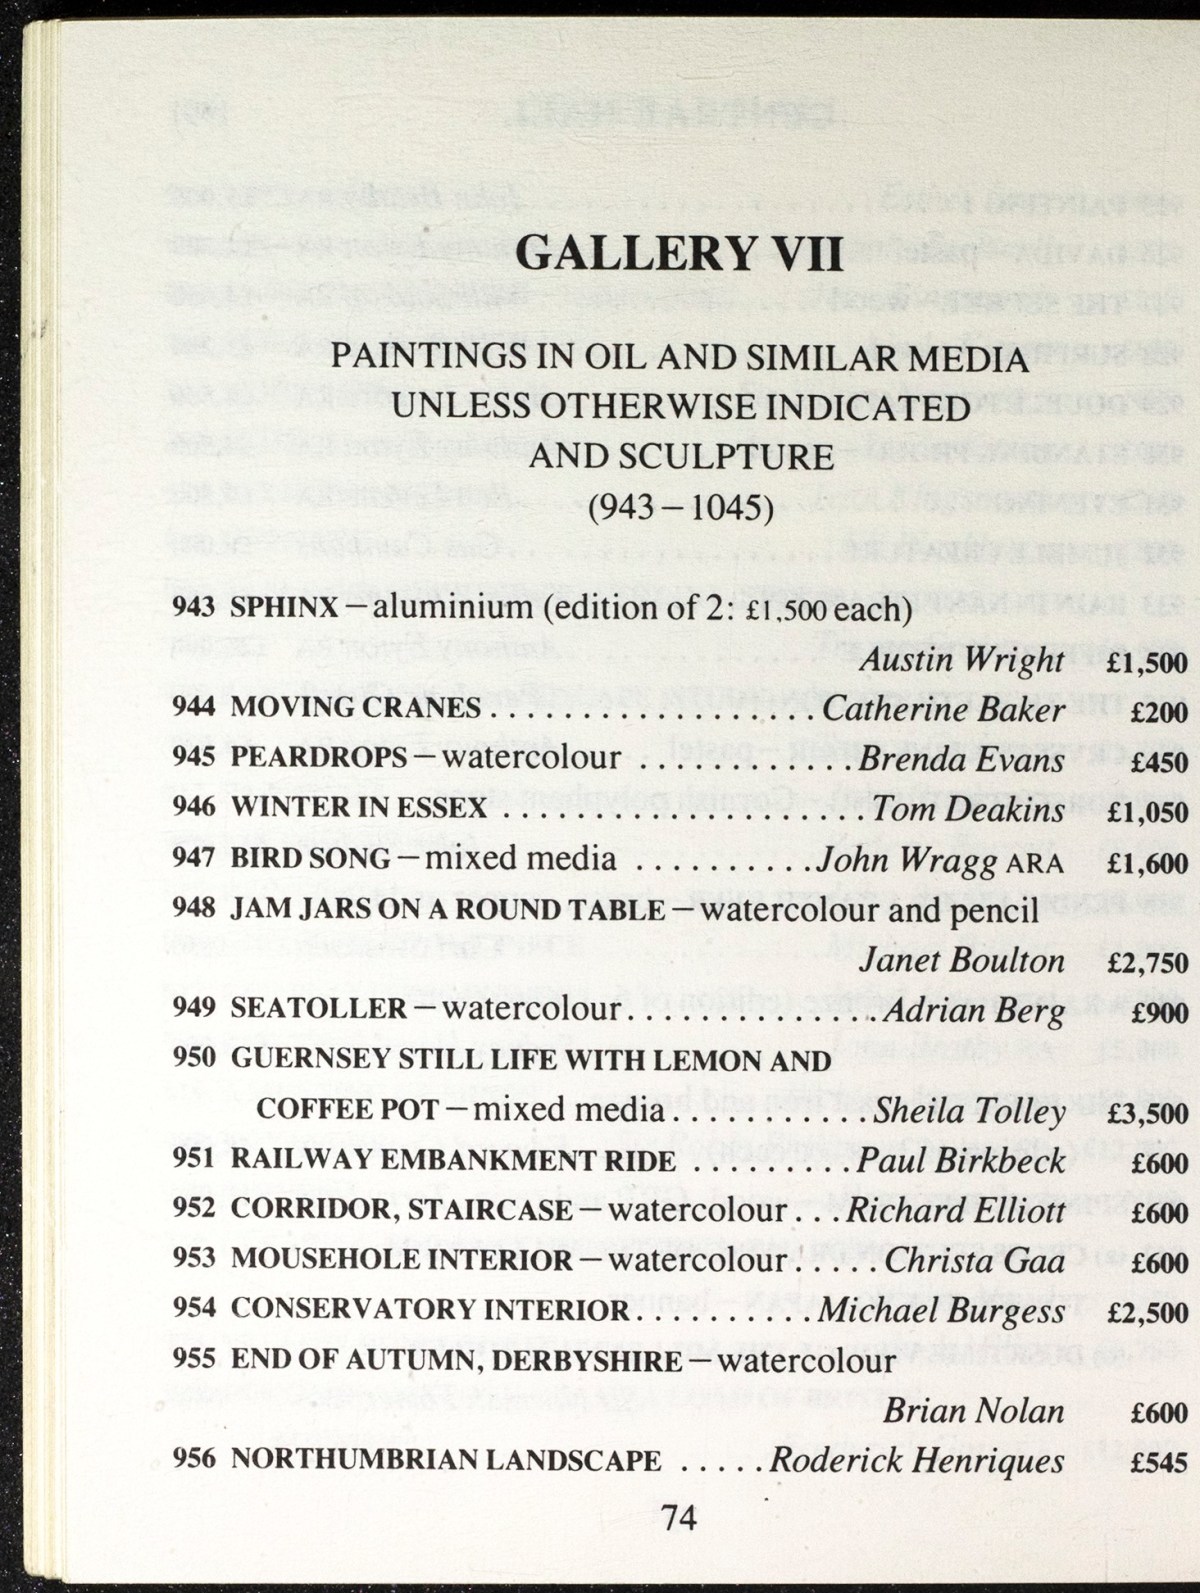 GALLERY VII
PAINTINGS IN OIL AND SIMILAR MEDIA
UNLESS OTHERWISE INDICATED
AND SCULPTURE
(943–1045)
943 SPHINX – aluminium (edition of 2: £1,500 each)
Austin Wright £1,500
944 MOVING CRANES . . . . . . . . . . . . . . . . . . . Catherine Baker £200
945 PEARDROPS – watercolour . . . . . . . . . . . . . Brenda Evans £450
946 WINTER IN ESSEX . . . . . . . . . . . . . . . . . . . . . Tom Deakins £1,050
947 BIRD SONG – mixed media . . . . . . . . . . . John Wragg ARA £1,600
948 JAM JARS ON A ROUND TABLE – watercolour and pencil
Janet Boulton £2,750
949 SEATOLLER – watercolour. . . . . . . . . . . . . . . Adrian Berg £900
950 GUERNSEY STILL LIFE WITH LEMON AND
COFFEE POT – mixed media. . . . . . . . . . . . Sheila Tolley £3,500
951 RAILWAY EMBANKMENT RIDE . . . . . . . . . Paul Birkbeck £600
952 CORRIDOR, STAIRCASE – watercolour . . . Richard Elliott £600
953 MOUSEHOLE INTERIOR – watercolour. . . . . Christa Gaa £600
954 CONSERVATORY INTERIOR. . . . . . . . . . Michael Burgess £2,500
955 END OF AUTUMN, DERBYSHIRE – watercolour
Brian Nolan £600
956 NORTHUMBRIAN LANDSCAPE . . . . . Roderick Henriques £545
74